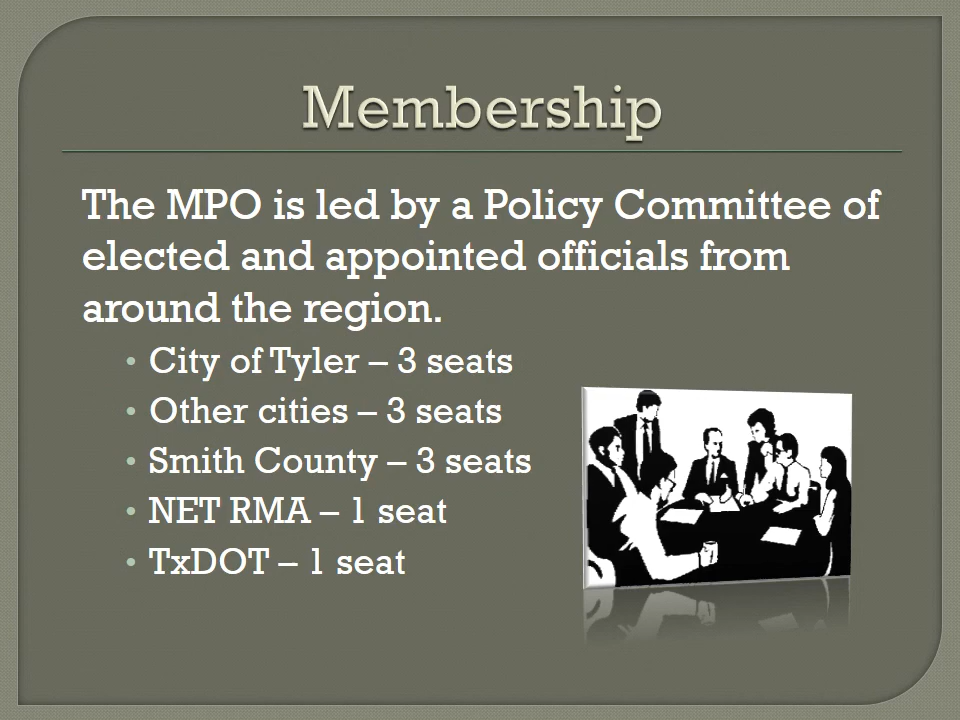 Membership
The MPO is led by a Policy Committee of
elected and appointed officials from
around the region.
• City of Tyler – 3 seats
• Other cities – 3 seats
• Smith County – 3 seats
• NET RMA – 1 seat
• TxDOT – 1 seat